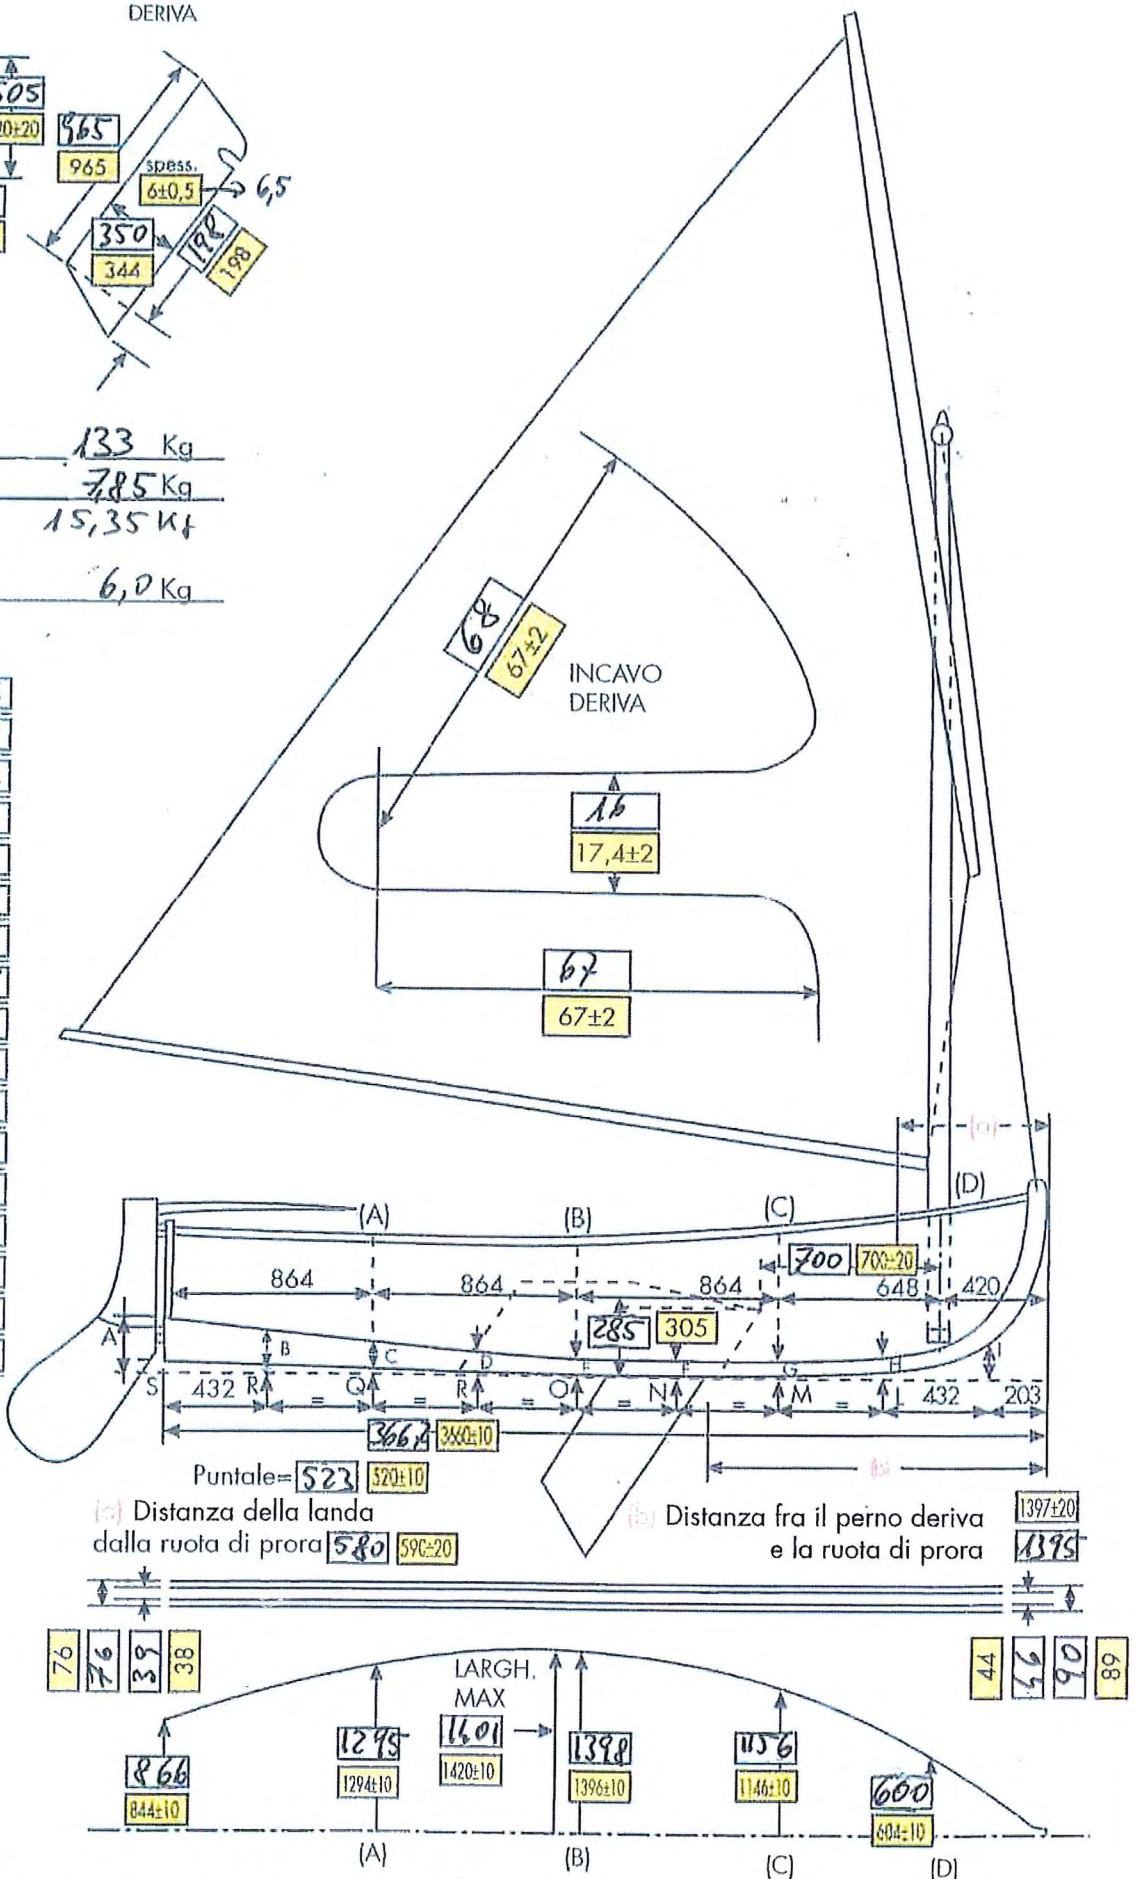 DERIVA
505
965
965
spess.
6±0,5
6,5
350
344
198
198
133 Kg
7,85 Kg
15,35 Kg
6,0 Kg
68
67±2
INCAVO
DERIVA
16
17,4±2
67
67±2
(a)
(A) (B) (C) (D)
700 700±20
864 864 864 648 420
285 305
A B C D E F G H I
S R Q R O N M L
432 = = = = = = 432 203
3660±10
(b)
Puntale= 523 520±10
(a) Distanza della landa
dalla ruota di prora 580 590±20
(b) Distanza fra il perno deriva
e la ruota di prora
1397±20
1395
76 76 39 38
44 46 90 89
LARGH.
MAX
1401
1420±10
866
844±10
1295
1294±10
1398
1396±10
1156
1146±10
600
604±10
(A) (B) (C) (D)